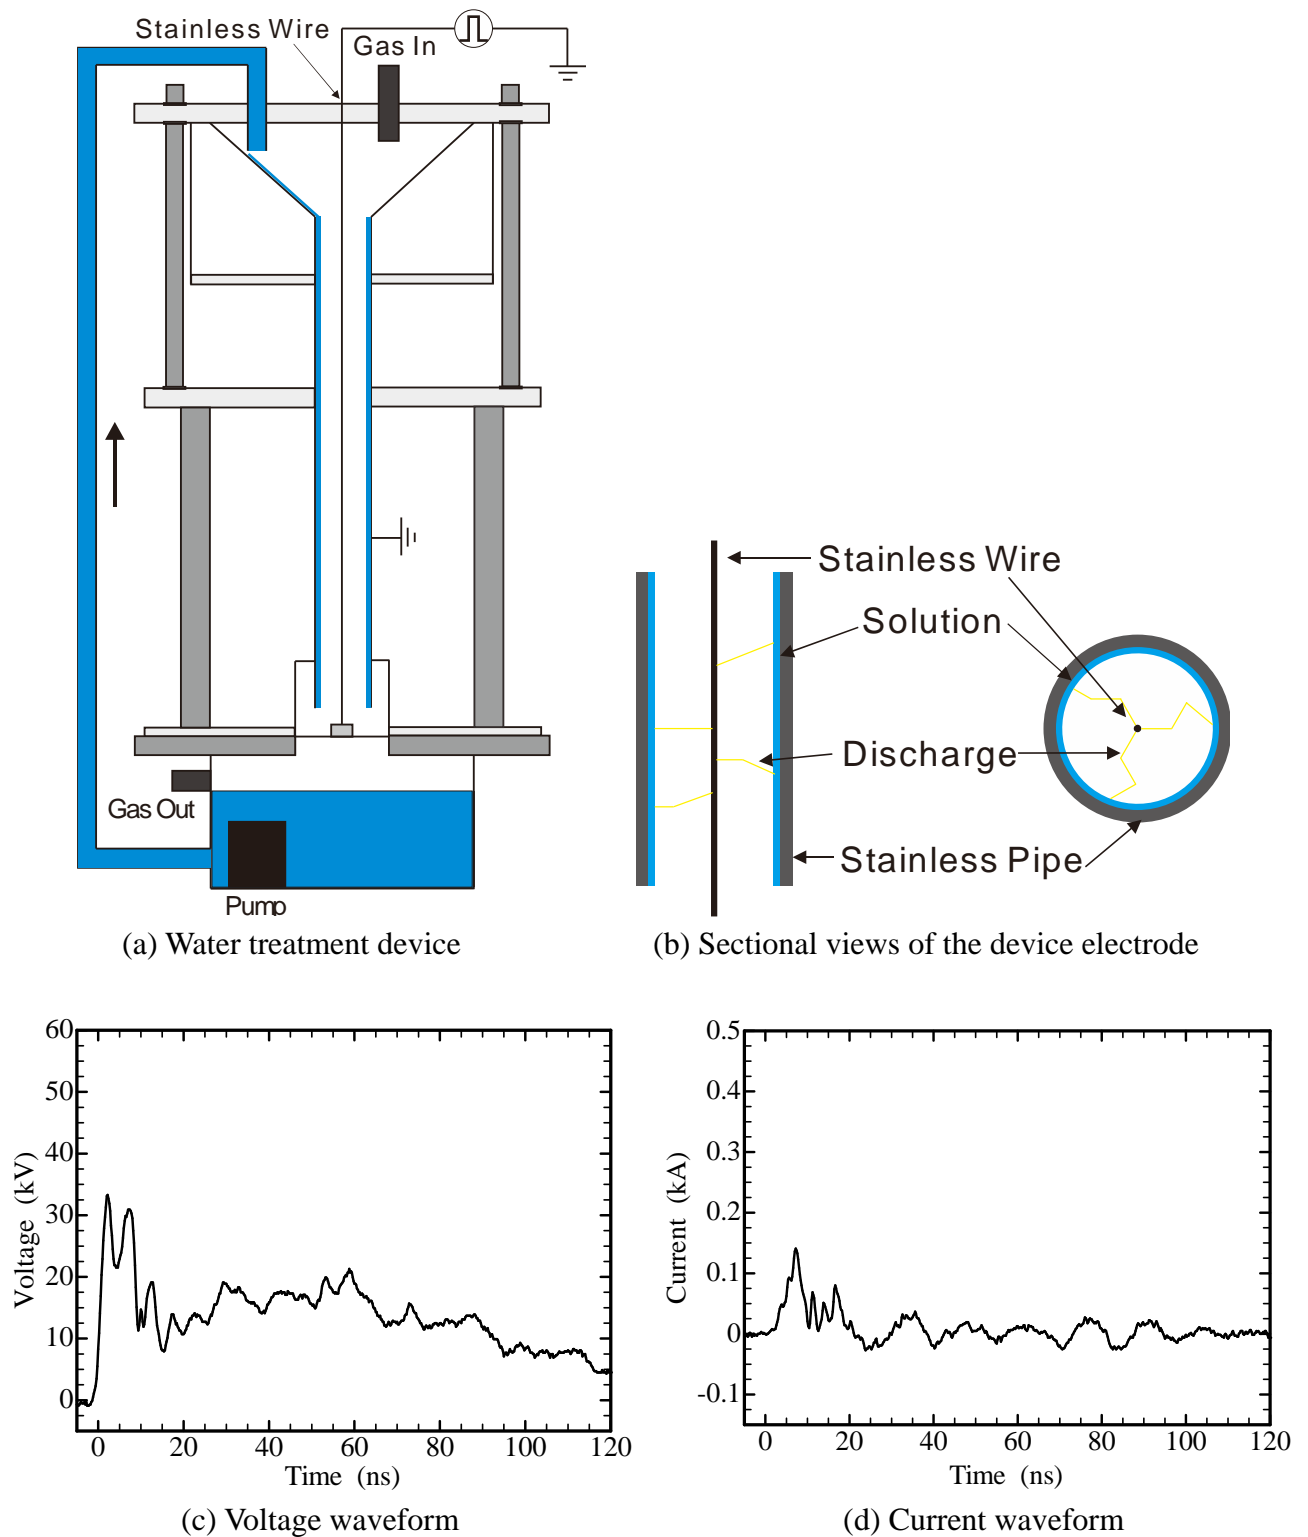 Stainless Wire
Gas In
Gas Out
Pump
(a) Water treatment device
Stainless Wire
Solution
Discharge
Stainless Pipe
(b) Sectional views of the device electrode
60
50
40
30
20
10
0
Voltage (kV)
0 20 40 60 80 100 120
Time (ns)
(c) Voltage waveform
0.5
0.4
0.3
0.2
0.1
0
-0.1
Current (kA)
0 20 40 60 80 100 120
Time (ns)
(d) Current waveform